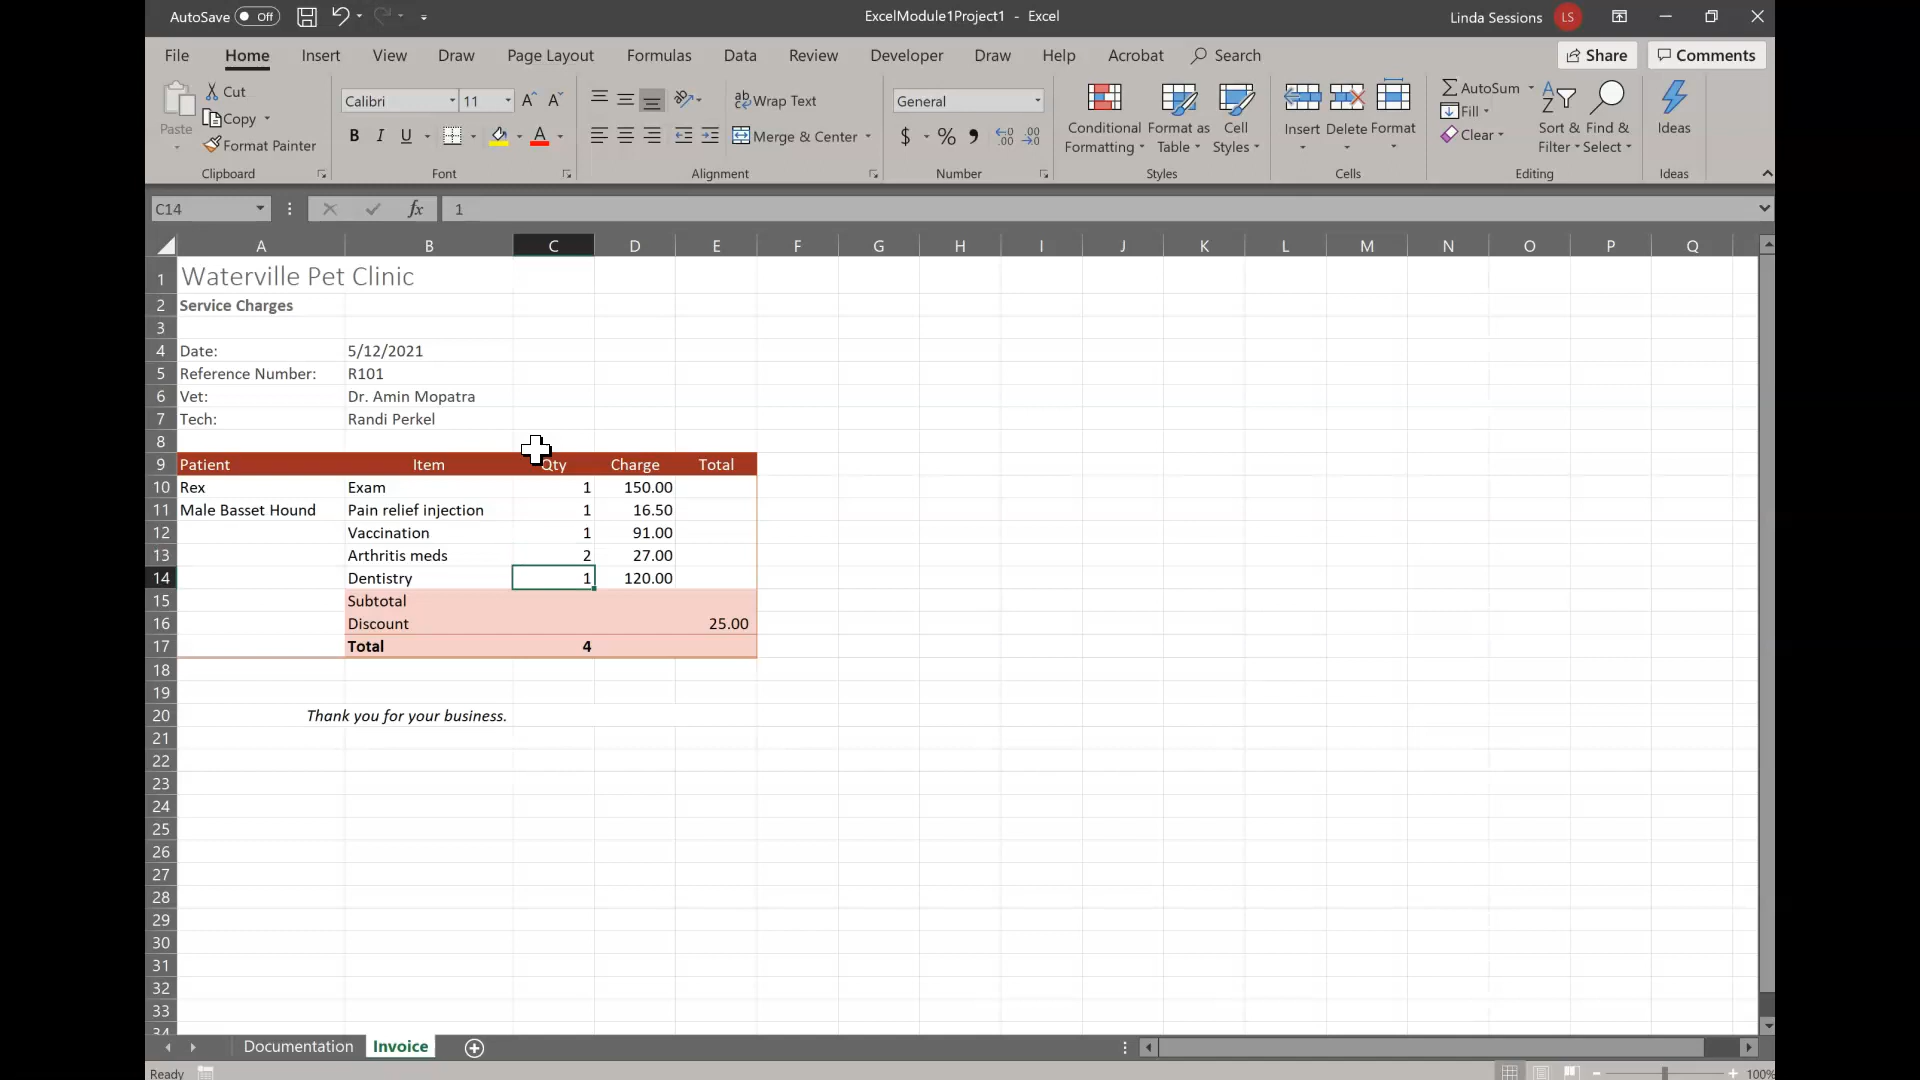 AutoSave Off ExcelModule1Project1 - Excel Linda Sessions LS
File Home Insert View Draw Page Layout Formulas Data Review Developer Draw Help Acrobat Search Share Comments
Paste Cut Copy Format Painter Clipboard
Calibri 11 B I U A Font
Wrap Text Merge & Center Alignment
General $ % Number
Conditional Formatting Format as Table Cell Styles Styles
Insert Delete Format Cells
AutoSum Fill Clear Sort & Filter Find & Select Editing
Ideas Ideas
C14 fx 1
A B C D E F G H I J K L M N O P Q
1 Waterville Pet Clinic
2 Service Charges
3
4 Date: 5/12/2021
5 Reference Number: R101
6 Vet: Dr. Amin Mopatra
7 Tech: Randi Perkel
8
9 Patient Item Qty Charge Total
10 Rex Exam 1 150.00
11 Male Basset Hound Pain relief injection 1 16.50
12 Vaccination 1 91.00
13 Arthritis meds 2 27.00
14 Dentistry 1 120.00
15 Subtotal
16 Discount 25.00
17 Total 4
18
19
20 Thank you for your business.
21
22
23
24
25
26
27
28
29
30
31
32
33
34
Documentation Invoice
Ready 100%